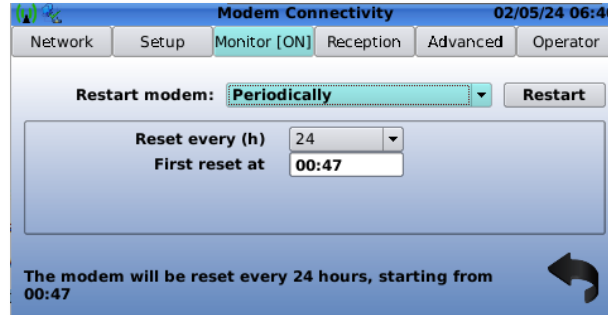 Modem Connectivity 02/05/24 06:4
Network Setup Monitor [ON] Reception Advanced Operator
Restart modem: Periodically Restart
Reset every (h) 24
First reset at 00:47
The modem will be reset every 24 hours, starting from
00:47